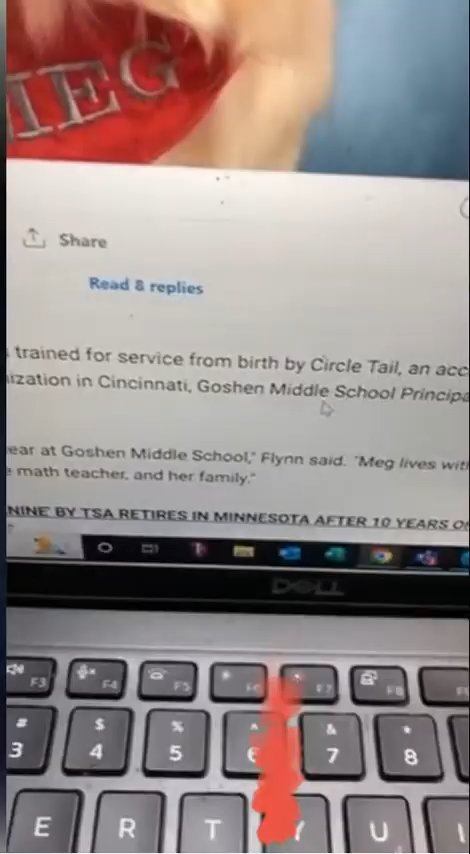 MEG
Share
Read 8 replies
trained for service from birth by Circle Tail, an acc
ization in Cincinnati, Goshen Middle School Principa
ear at Goshen Middle School," Flynn said. "Meg lives with
math teacher, and her family."
NINE' BY TSA RETIRES IN MINNESOTA AFTER 10 YEARS O
DELL
F3 F4 F5 F6 F7 F8
# $ % ^ & *
3 4 5 6 7 8
E R T Y U I